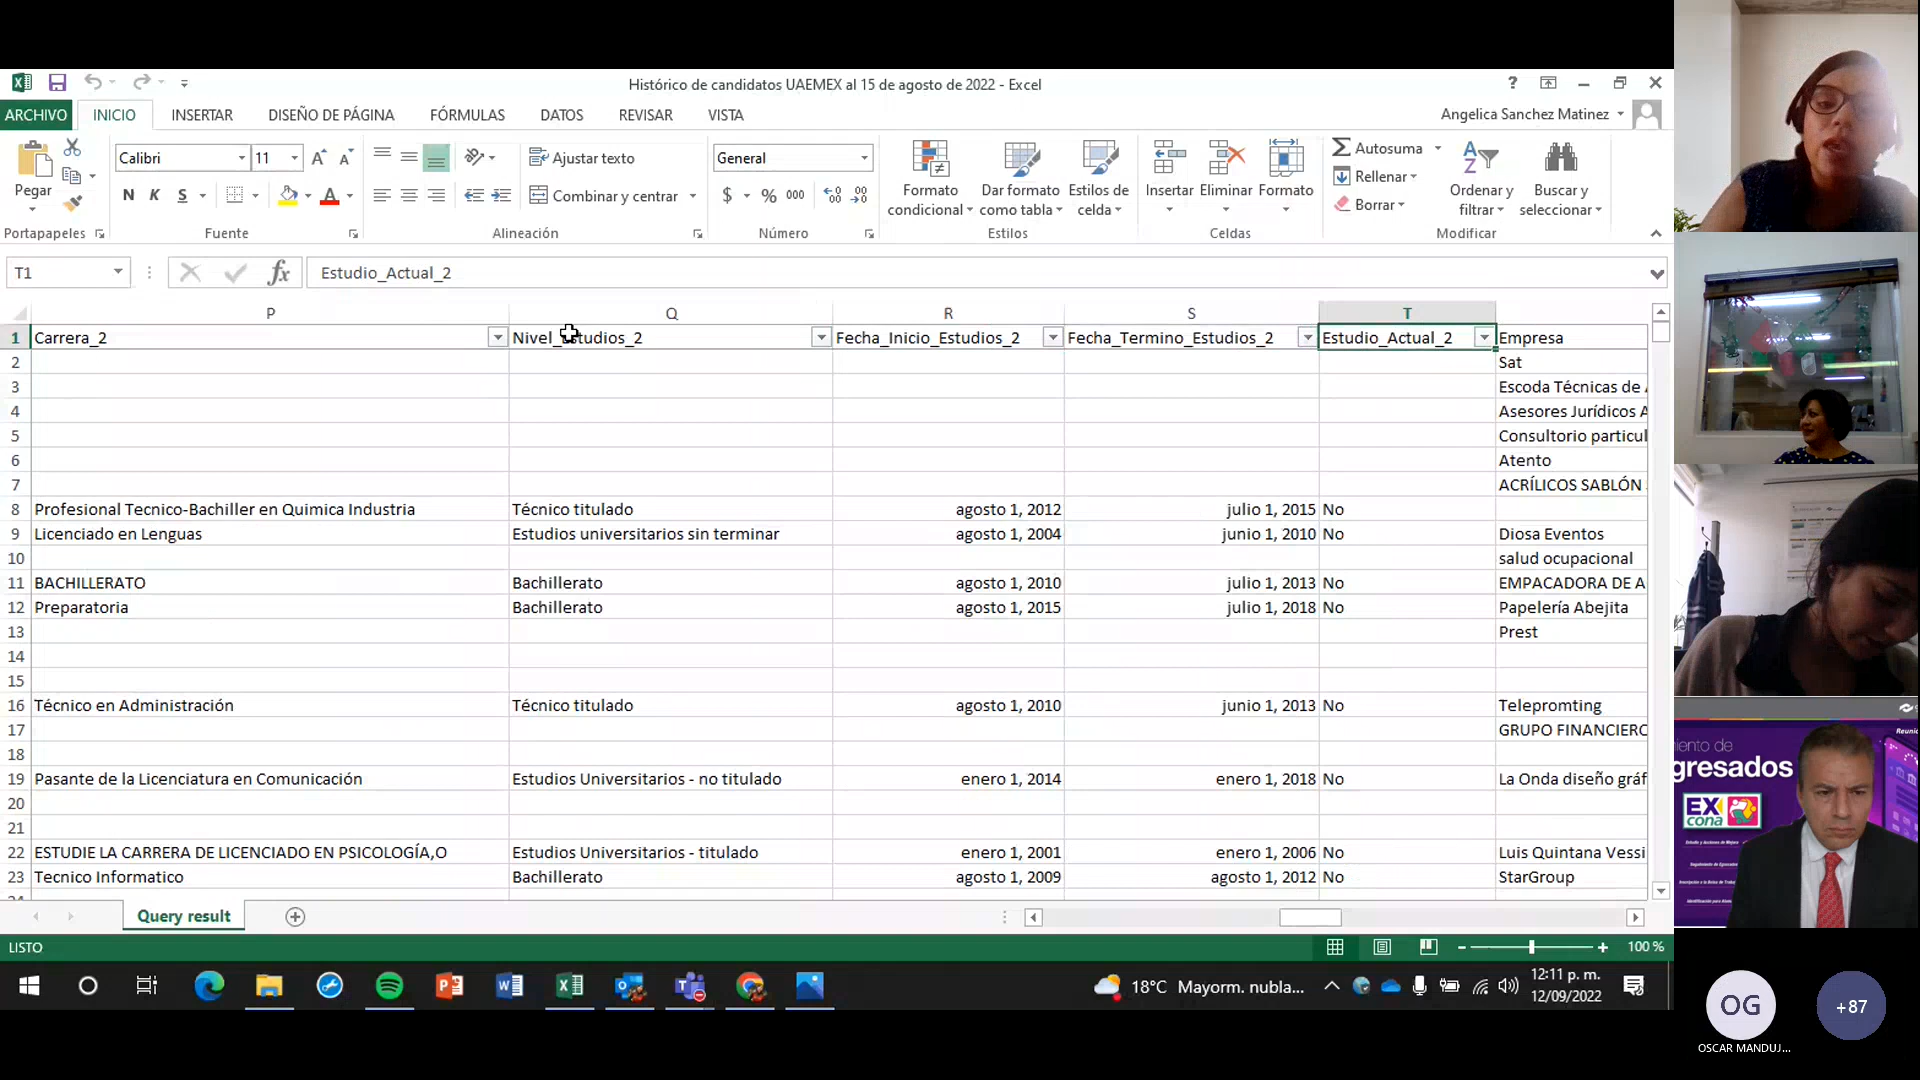 Histórico de candidatos UAEMEX al 15 de agosto de 2022 - Excel
ARCHIVO INICIO INSERTAR DISEÑO DE PÁGINA FÓRMULAS DATOS REVISAR VISTA Angelica Sanchez Matinez
Calibri 11 Ajustar texto General Autosuma
Rellenar
Pegar N K S Combinar y centrar $ % 000 Formato condicional Dar formato como tabla Estilos de celda Insertar Eliminar Formato Borrar Ordenar y filtrar Buscar y seleccionar
Portapapeles Fuente Alineación Número Estilos Celdas Modificar
T1 fx Estudio_Actual_2
P Q R S T
1 Carrera_2 Nivel_Estudios_2 Fecha_Inicio_Estudios_2 Fecha_Termino_Estudios_2 Estudio_Actual_2 Empresa
2 Sat
3 Escoda Técnicas de
4 Asesores Jurídicos A
5 Consultorio particul
6 Atento
7 ACRÍLICOS SABLÓN
8 Profesional Tecnico-Bachiller en Quimica Industria Técnico titulado agosto 1, 2012 julio 1, 2015 No
9 Licenciado en Lenguas Estudios universitarios sin terminar agosto 1, 2004 junio 1, 2010 No Diosa Eventos
10 salud ocupacional
11 BACHILLERATO Bachillerato agosto 1, 2010 julio 1, 2013 No EMPACADORA DE A
12 Preparatoria Bachillerato agosto 1, 2015 julio 1, 2018 No Papelería Abejita
13 Prest
14
15
16 Técnico en Administración Técnico titulado agosto 1, 2010 junio 1, 2013 No Telepromting
17 GRUPO FINANCIERO
18
19 Pasante de la Licenciatura en Comunicación Estudios Universitarios - no titulado enero 1, 2014 enero 1, 2018 No La Onda diseño gráf
20
21
22 ESTUDIE LA CARRERA DE LICENCIADO EN PSICOLOGÍA,O Estudios Universitarios - titulado enero 1, 2001 enero 1, 2006 No Luis Quintana Vessi
23 Tecnico Informatico Bachillerato agosto 1, 2009 agosto 1, 2012 No StarGroup
Query result
LISTO 100 %
18°C Mayorm. nubla... 12:11 p. m.
12/09/2022
iento de
gresados
EX
cona
OG +87
OSCAR MANDUJ...